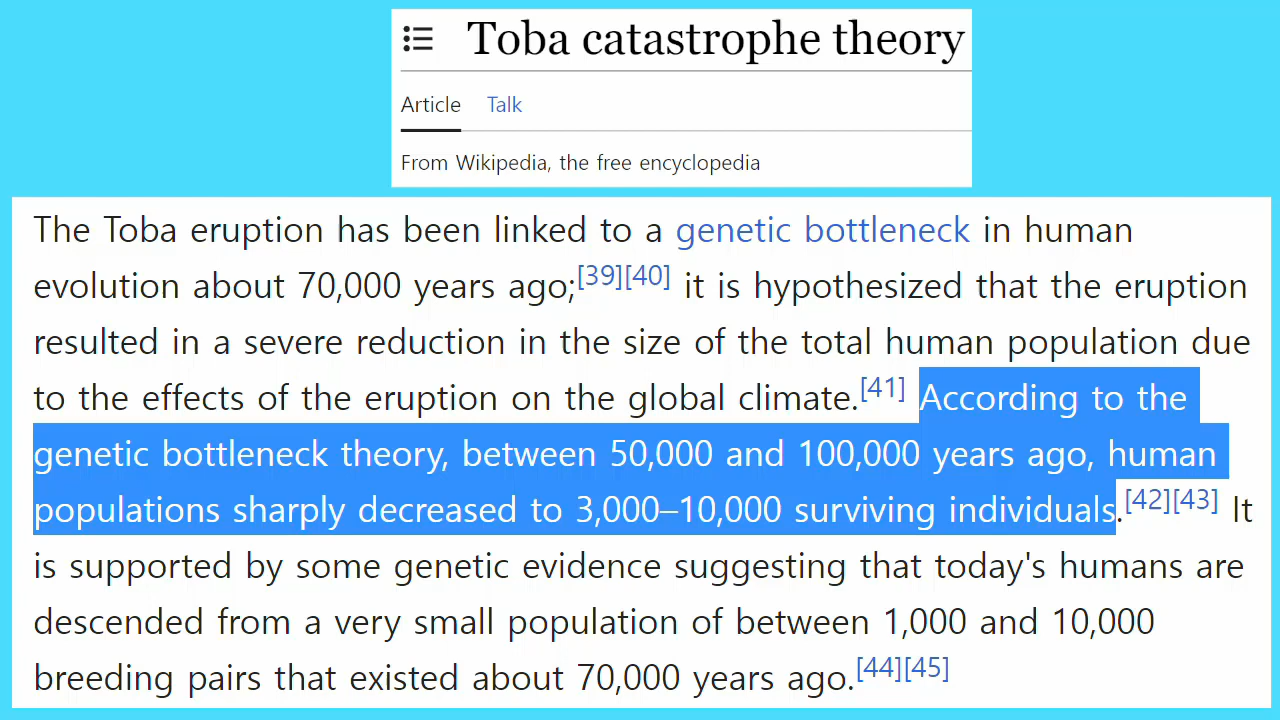 Toba catastrophe theory
Article Talk
From Wikipedia, the free encyclopedia
The Toba eruption has been linked to a genetic bottleneck in human
evolution about 70,000 years ago;[39][40] it is hypothesized that the eruption
resulted in a severe reduction in the size of the total human population due
to the effects of the eruption on the global climate.[41] According to the
genetic bottleneck theory, between 50,000 and 100,000 years ago, human
populations sharply decreased to 3,000–10,000 surviving individuals.[42][43] It
is supported by some genetic evidence suggesting that today's humans are
descended from a very small population of between 1,000 and 10,000
breeding pairs that existed about 70,000 years ago.[44][45]